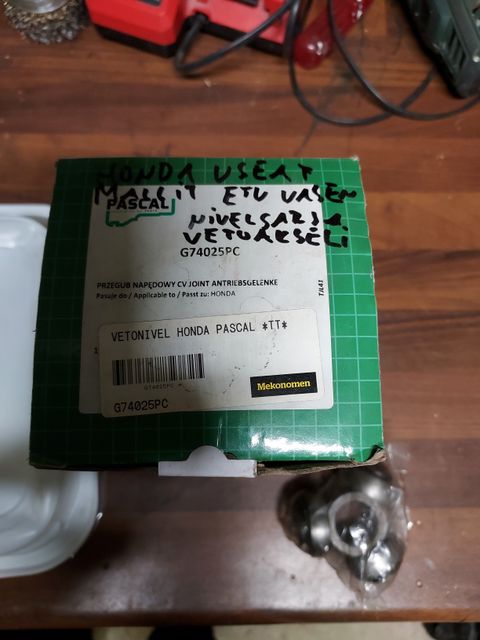 HONDA USEAT
MALLIT ETU VASEN
PASCAL
NIVELSARJA
VETOAKSELI
G74025PC
PRZEGUB NAPĘDOWY CV JOINT ANTRIEBSGELENKE
Pasuje do / Applicable to / Passt zu: HONDA
TJL41
VETONIVEL HONDA PASCAL *TT*
G74025PC
Mekonomen
G74025PC